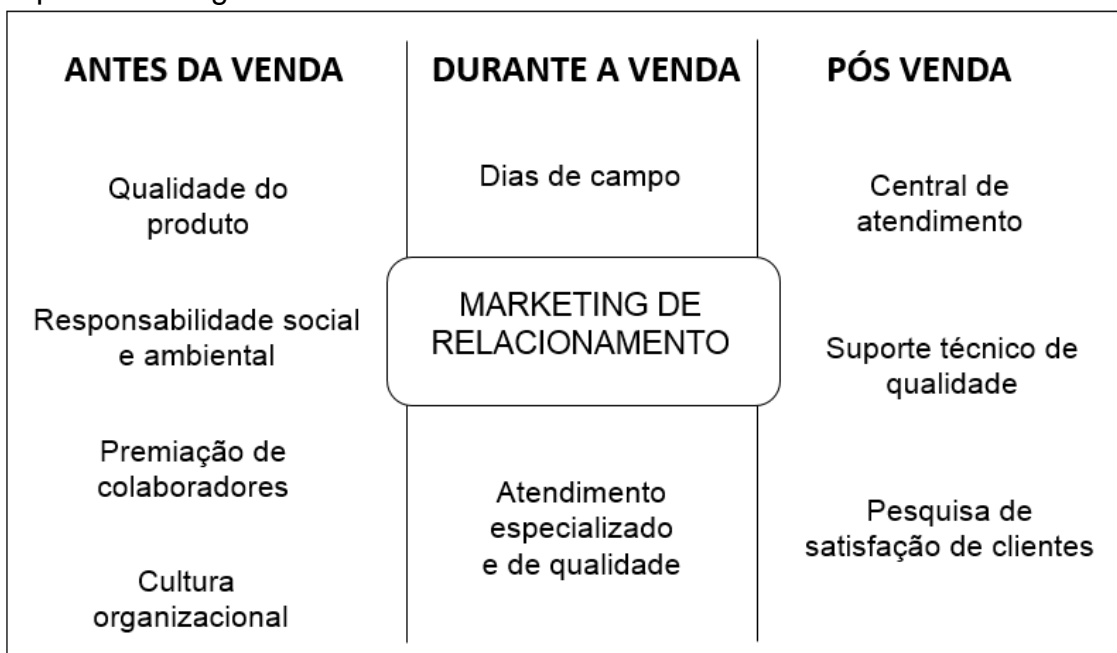 ANTES DA VENDA
Qualidade do
produto
Responsabilidade social
e ambiental
Premiação de
colaboradores
Cultura
organizacional
DURANTE A VENDA
Dias de campo
MARKETING DE
RELACIONAMENTO
Atendimento
especializado
e de qualidade
PÓS VENDA
Central de
atendimento
Suporte técnico de
qualidade
Pesquisa de
satisfação de clientes